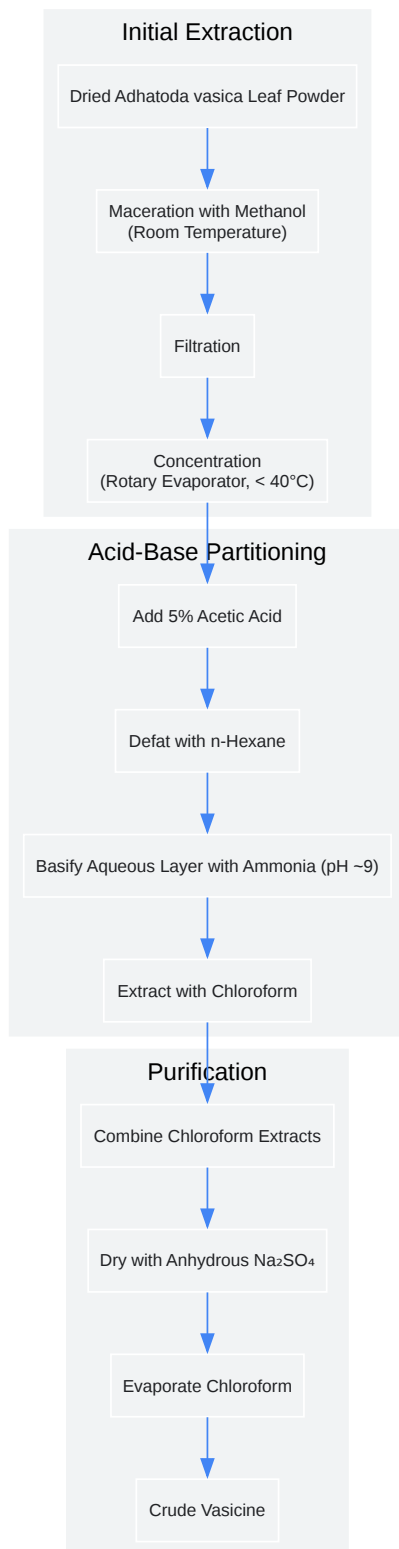 Initial Extraction
Dried Adhatoda vasica Leaf Powder
Maceration with Methanol
(Room Temperature)
Filtration
Concentration
(Rotary Evaporator, < 40°C)
Acid-Base Partitioning
Add 5% Acetic Acid
Defat with n-Hexane
Basify Aqueous Layer with Ammonia (pH ~9)
Extract with Chloroform
Purification
Combine Chloroform Extracts
Dry with Anhydrous Na₂SO₄
Evaporate Chloroform
Crude Vasicine